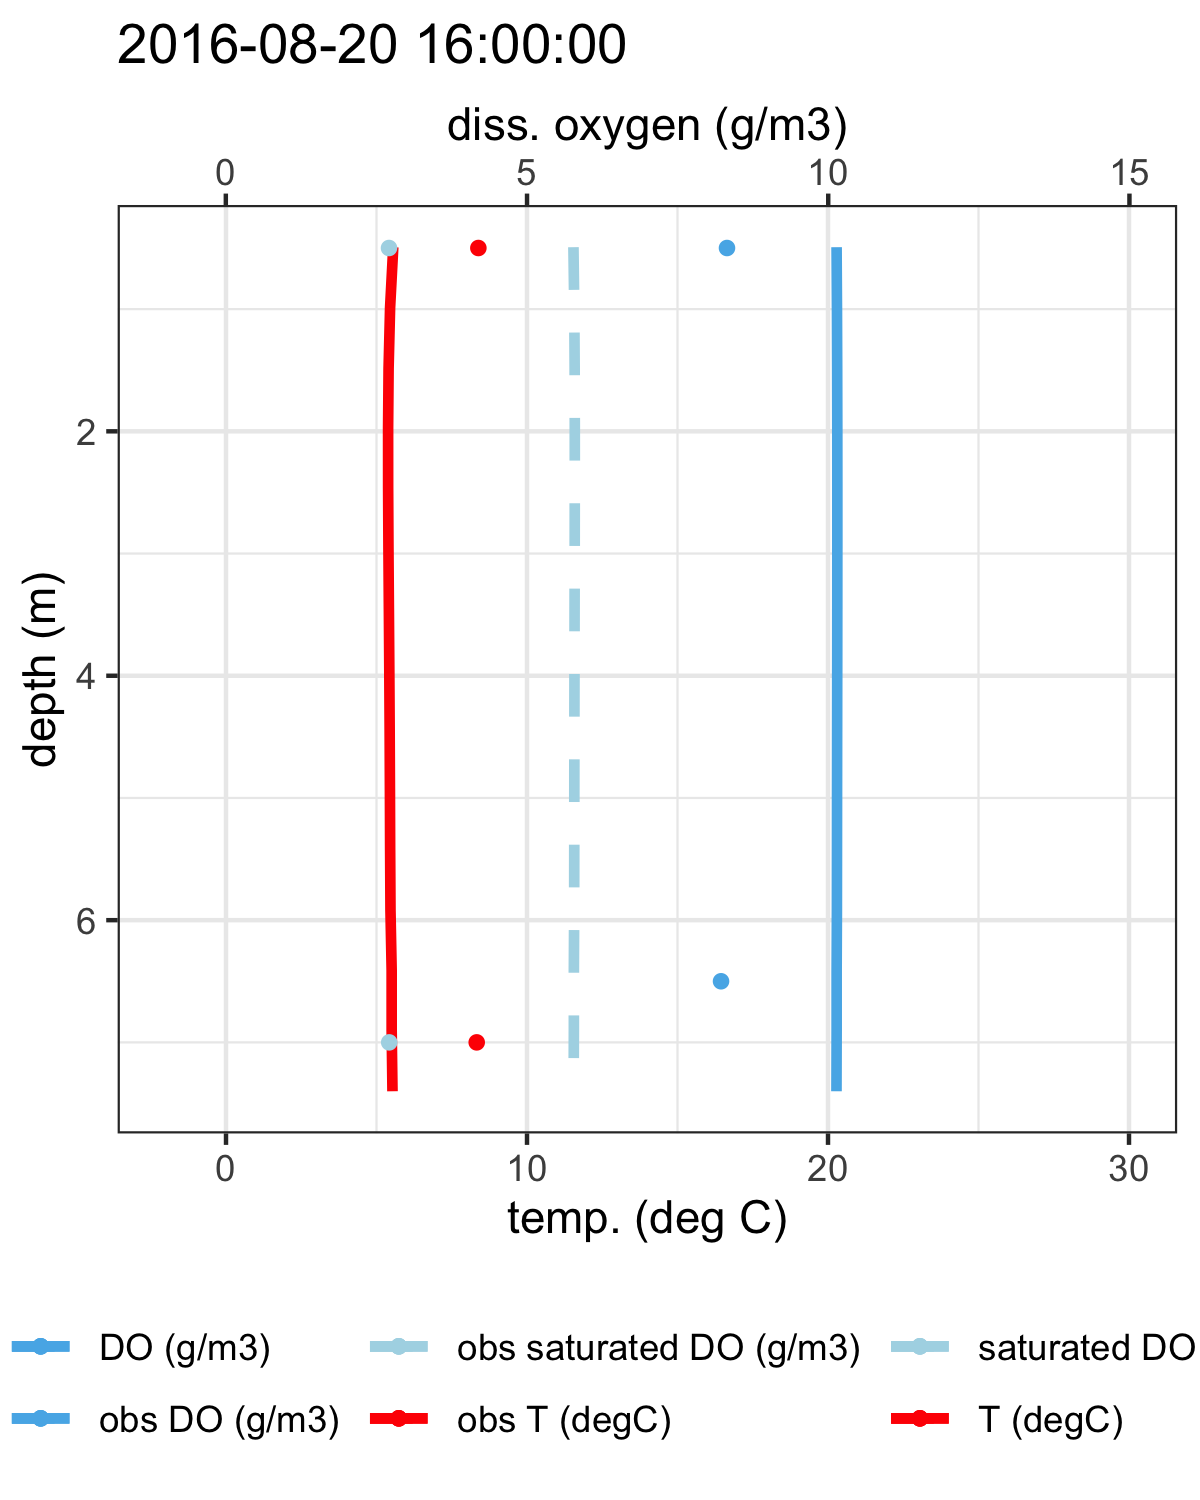 2016-08-20 16:00:00
diss. oxygen (g/m3)
0 5 10 15
depth (m)
2
4
6
0 10 20 30
temp. (deg C)
DO (g/m3) obs saturated DO (g/m3) saturated DO
obs DO (g/m3) obs T (degC) T (degC)